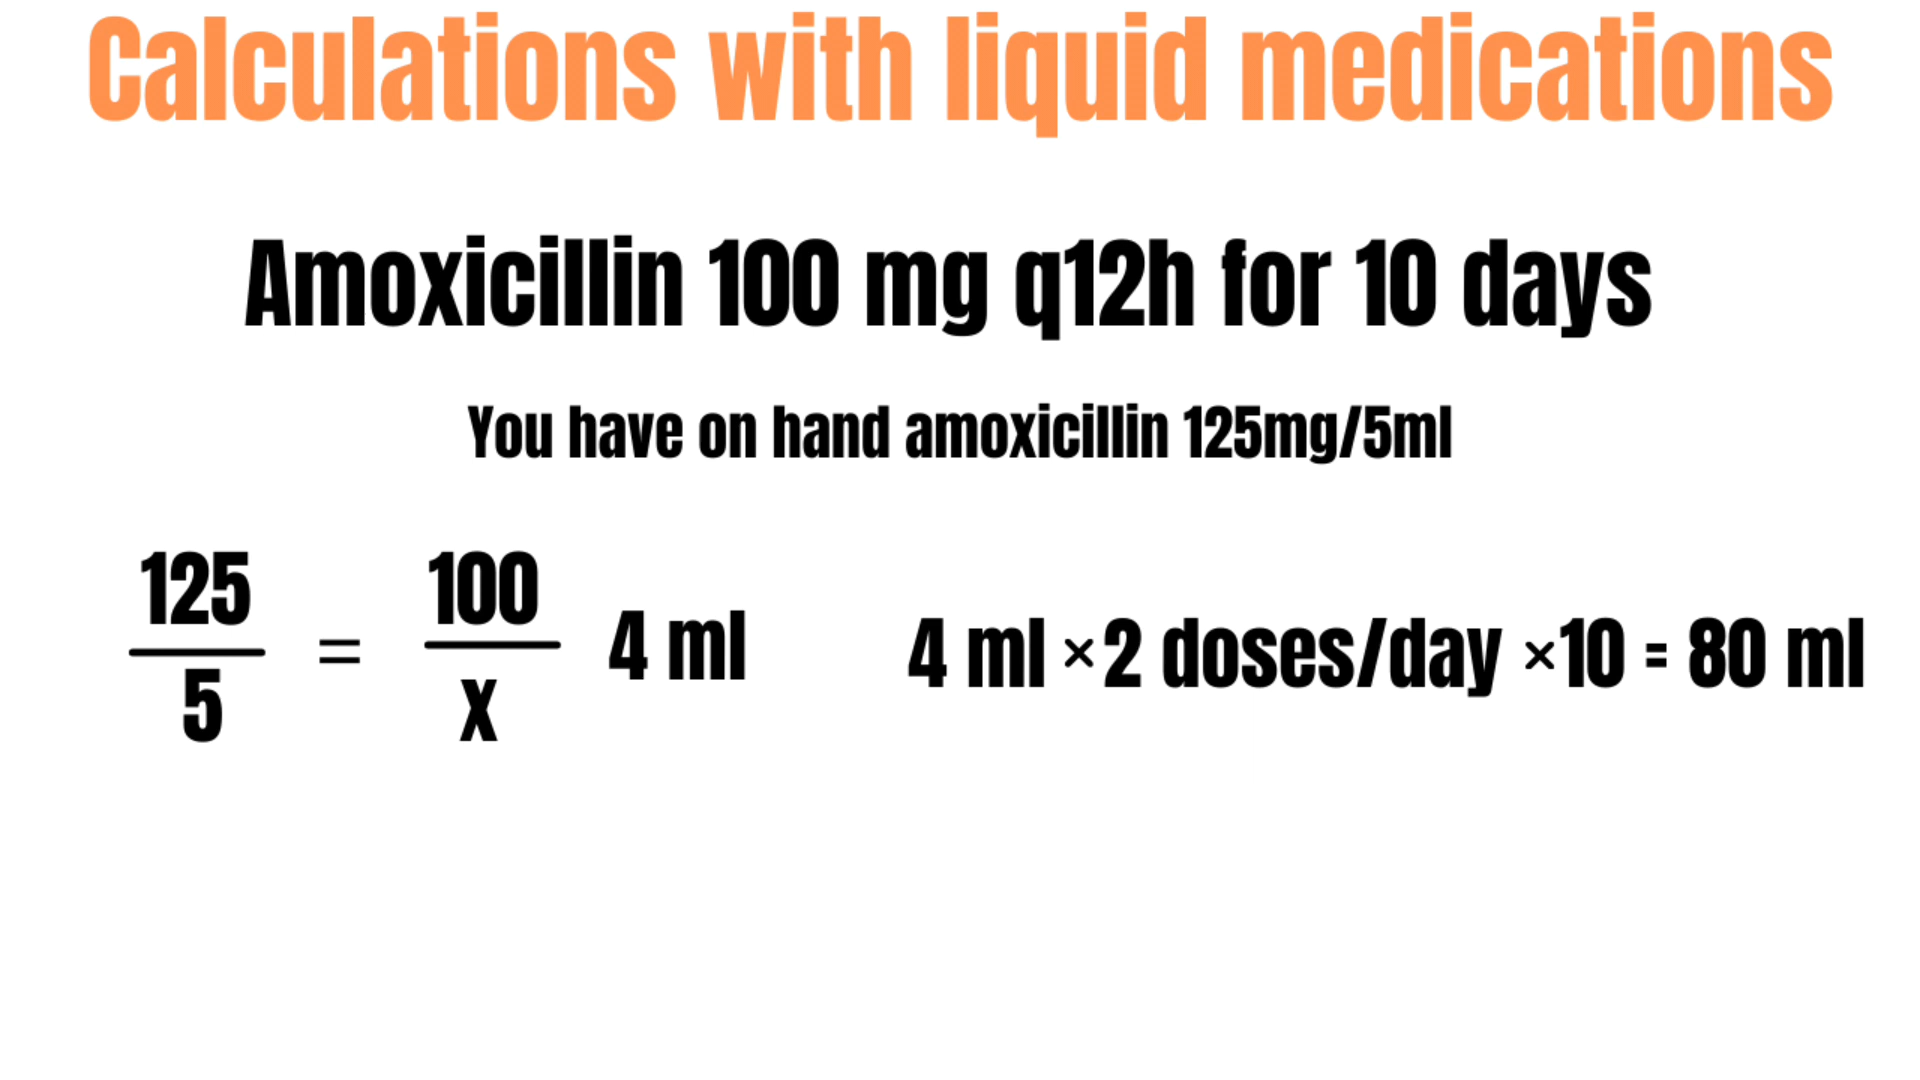 Calculations with liquid medications
Amoxicillin 100 mg q12h for 10 days
You have on hand amoxicillin 125mg/5ml
125
5
=
100
x
4 ml
4 ml ×2 doses/day ×10 = 80 ml